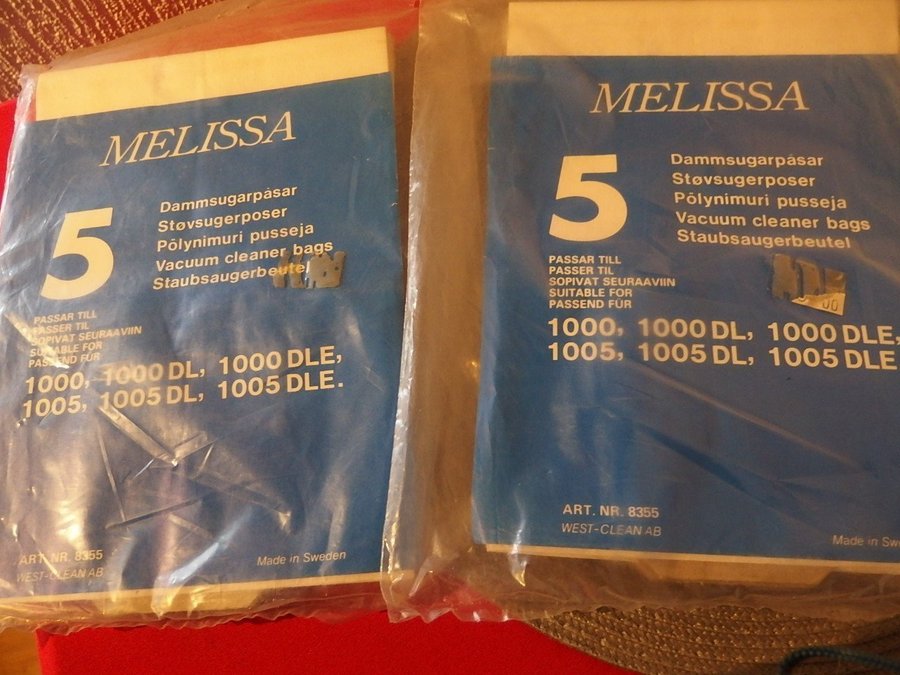 MELISSA
5
Dammsugarpåsar
Støvsugerposer
Pölynimuri pusseja
Vacuum cleaner bags
Staubsaugerbeutel
PASSAR TILL
PASSER TIL
SOPIVAT SEURAAVIIN
SUITABLE FOR
PASSEND FÜR
1000, 1000 DL, 1000 DLE,
1005, 1005 DL, 1005 DLE.
ART. NR. 8355
WEST-CLEAN AB
Made in Sweden
MELISSA
5
Dammsugarpåsar
Støvsugerposer
Pölynimuri pusseja
Vacuum cleaner bags
Staubsaugerbeutel
PASSAR TILL
PASSER TIL
SOPIVAT SEURAAVIIN
SUITABLE FOR
PASSEND FÜR
1000, 1000 DL, 1000 DLE,
1005, 1005 DL, 1005 DLE
ART. NR. 8355
WEST-CLEAN AB
Made in Swe